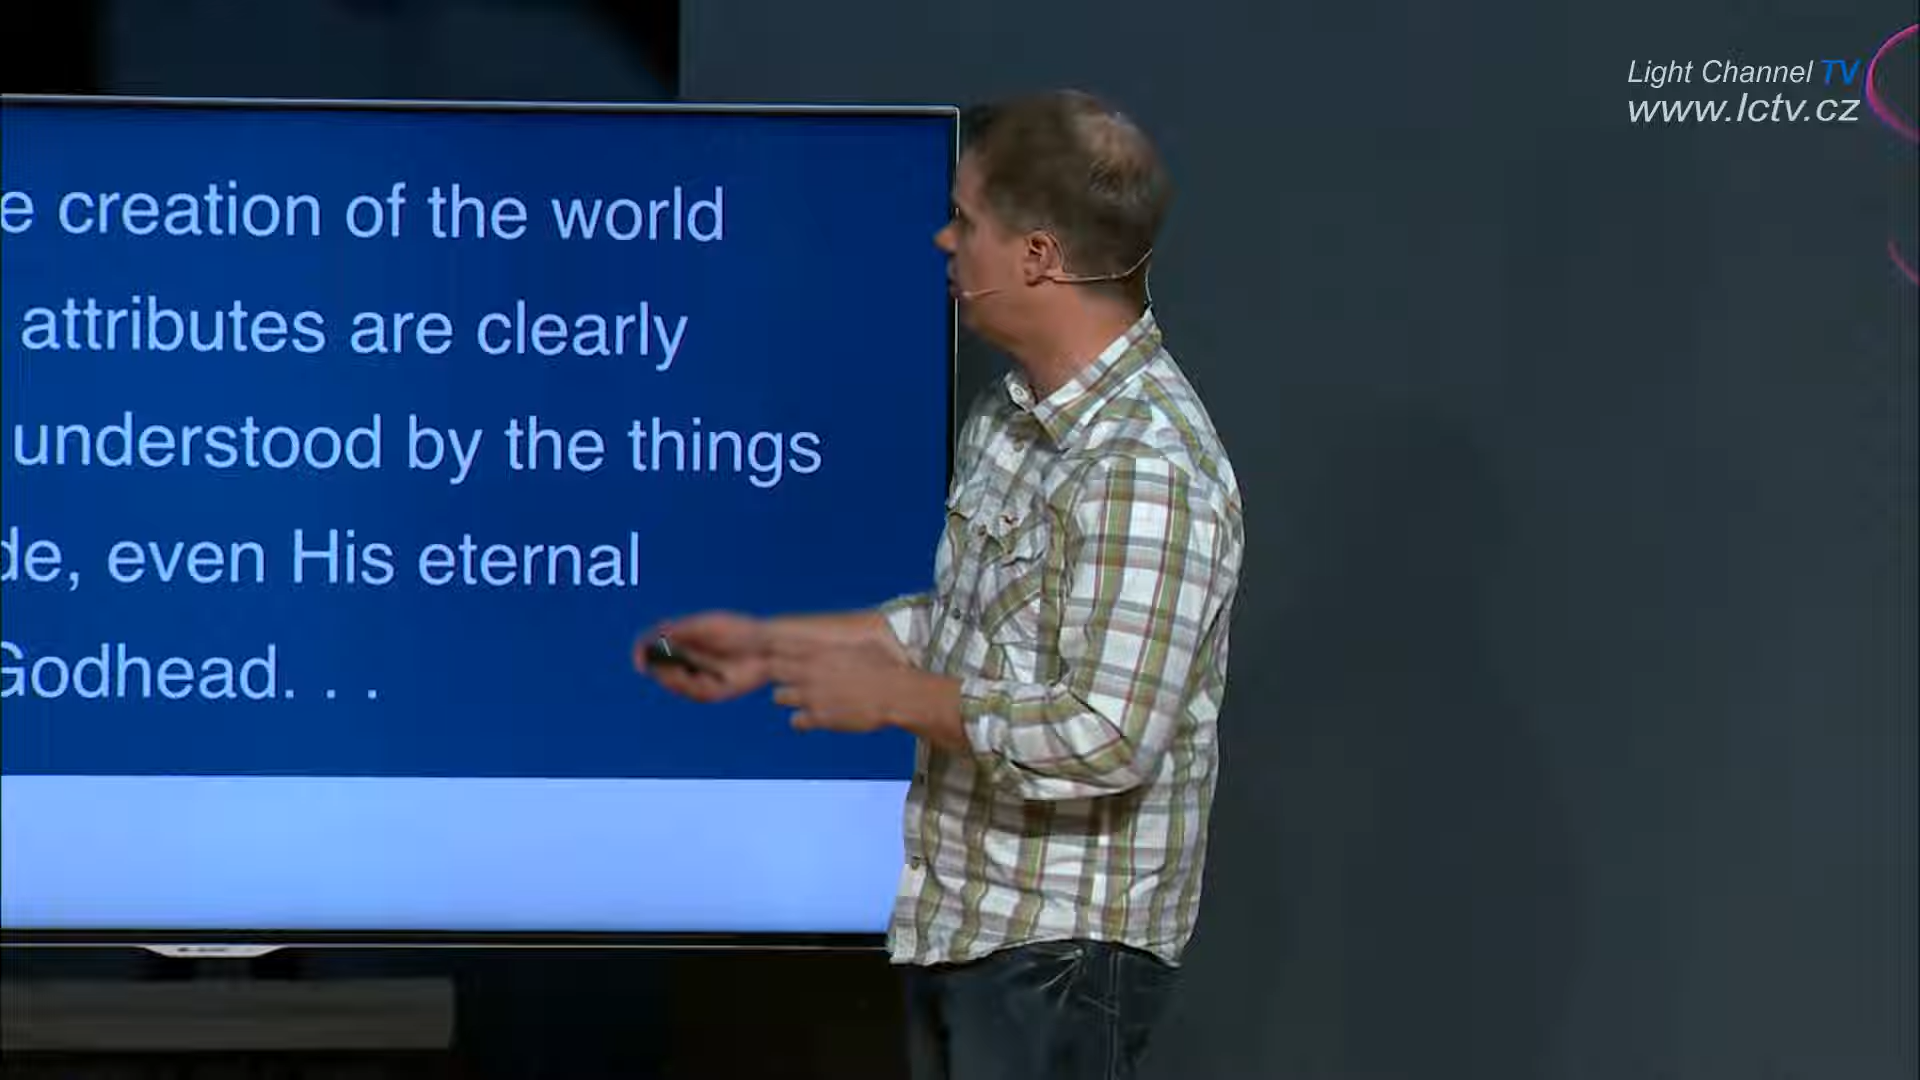 Light Channel TV
www.lctv.cz
e creation of the world
attributes are clearly
understood by the things
de, even His eternal
Godhead. . .